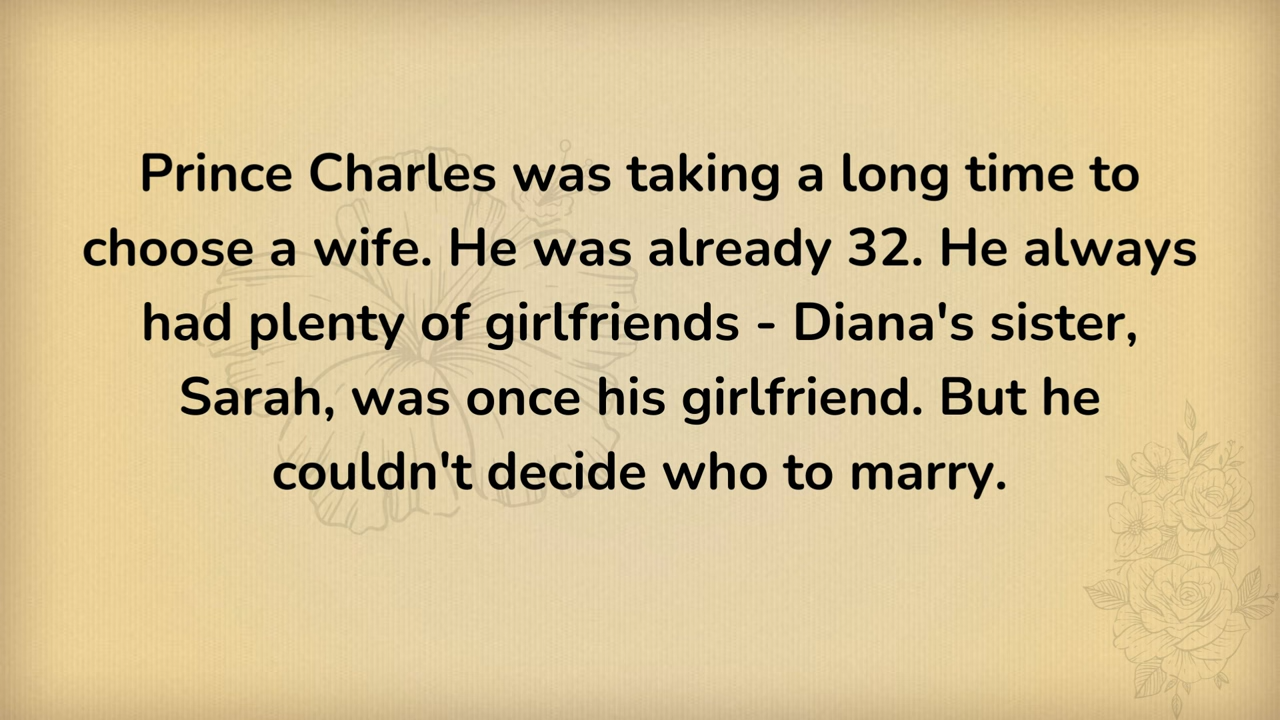 Prince Charles was taking a long time to
choose a wife. He was already 32. He always
had plenty of girlfriends - Diana's sister,
Sarah, was once his girlfriend. But he
couldn't decide who to marry.